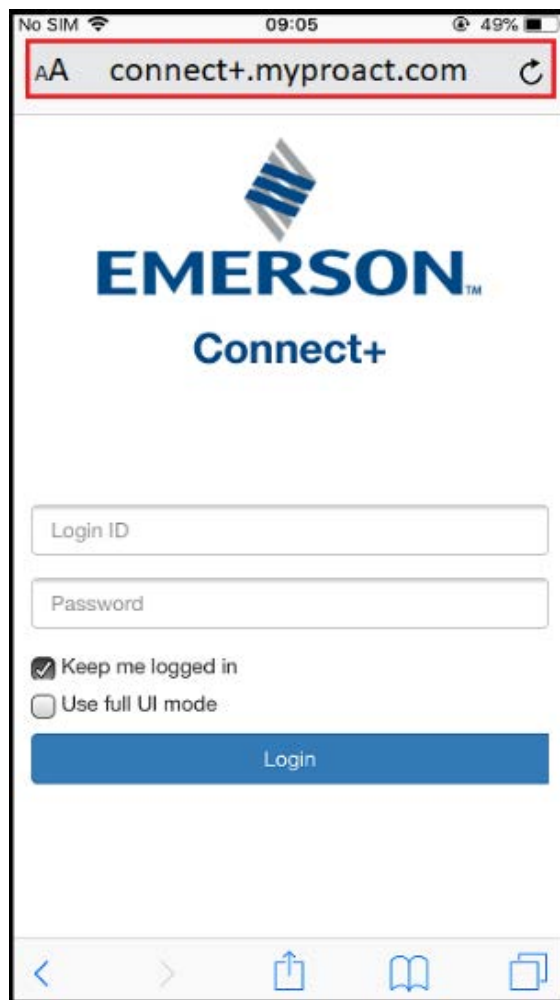 No SIM 09:05 49%
AA connect+.myproact.com
EMERSON™
Connect+
Login ID
Password
Keep me logged in
Use full UI mode
Login